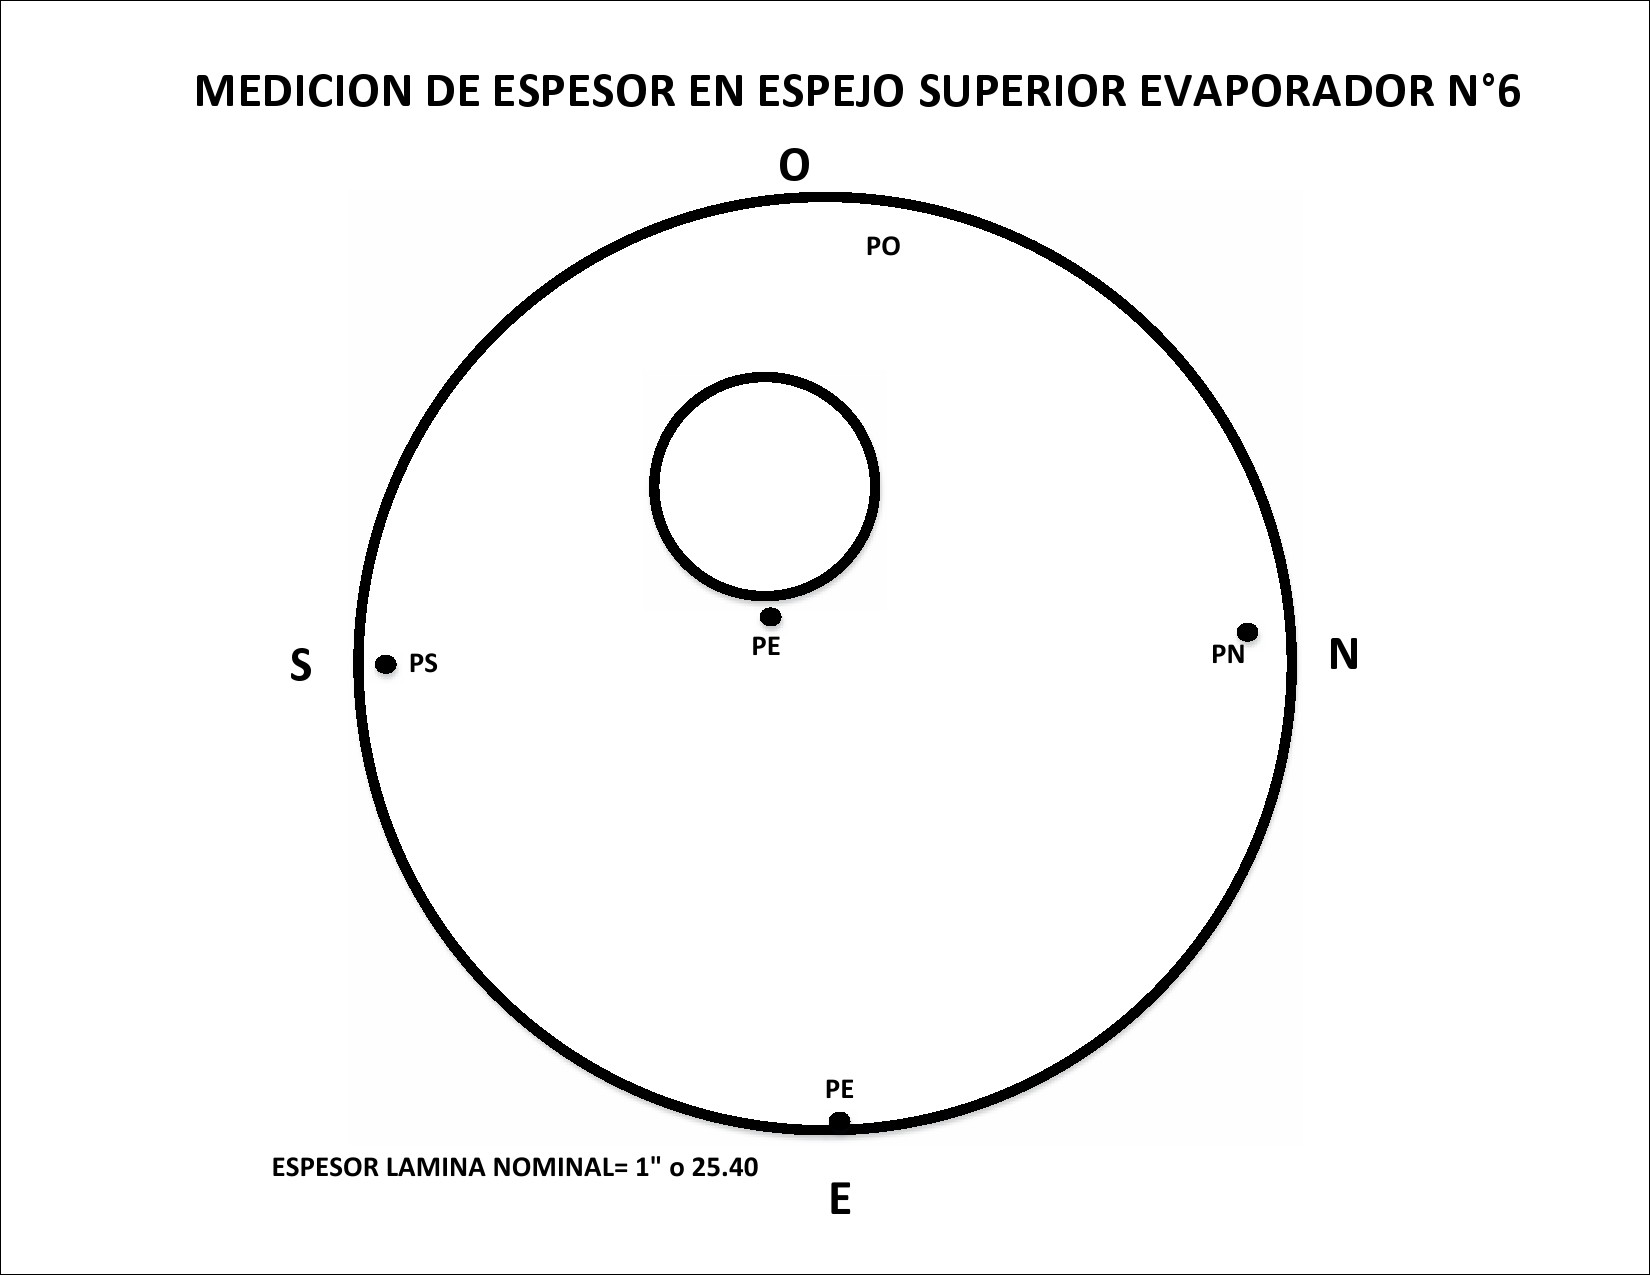 MEDICION DE ESPESOR EN ESPEJO SUPERIOR EVAPORADOR N°6
O
PO
PE
S
PS
PN
N
PE
ESPESOR LAMINA NOMINAL= 1" o 25.40
E